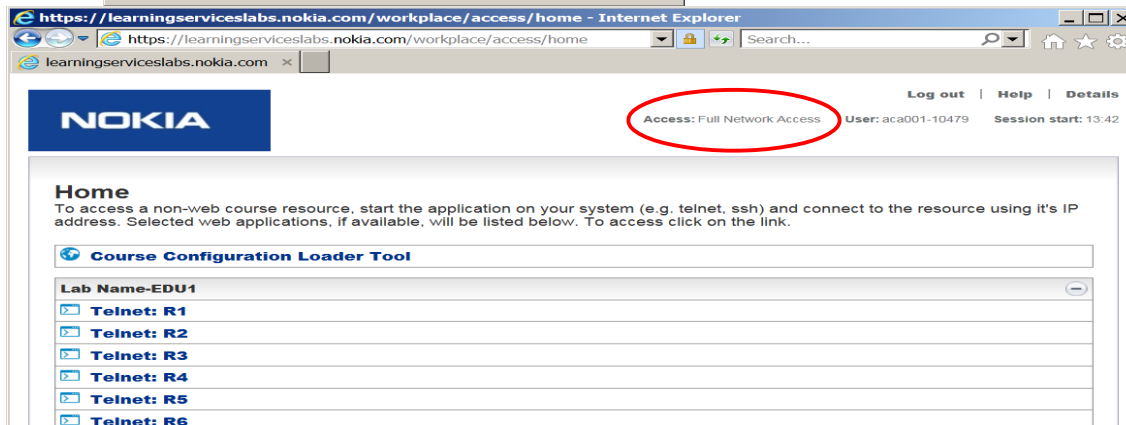 https://learningserviceslabs.nokia.com/workplace/access/home - Internet Explorer
https://learningserviceslabs.nokia.com/workplace/access/home Search...
learningserviceslabs.nokia.com ×
Log out | Help | Details
NOKIA
Access: Full Network Access User: aca001-10479 Session start: 13:42
Home
To access a non-web course resource, start the application on your system (e.g. telnet, ssh) and connect to the resource using it's IP
address. Selected web applications, if available, will be listed below. To access click on the link.
Course Configuration Loader Tool
Lab Name-EDU1
Telnet: R1
Telnet: R2
Telnet: R3
Telnet: R4
Telnet: R5
Telnet: R6